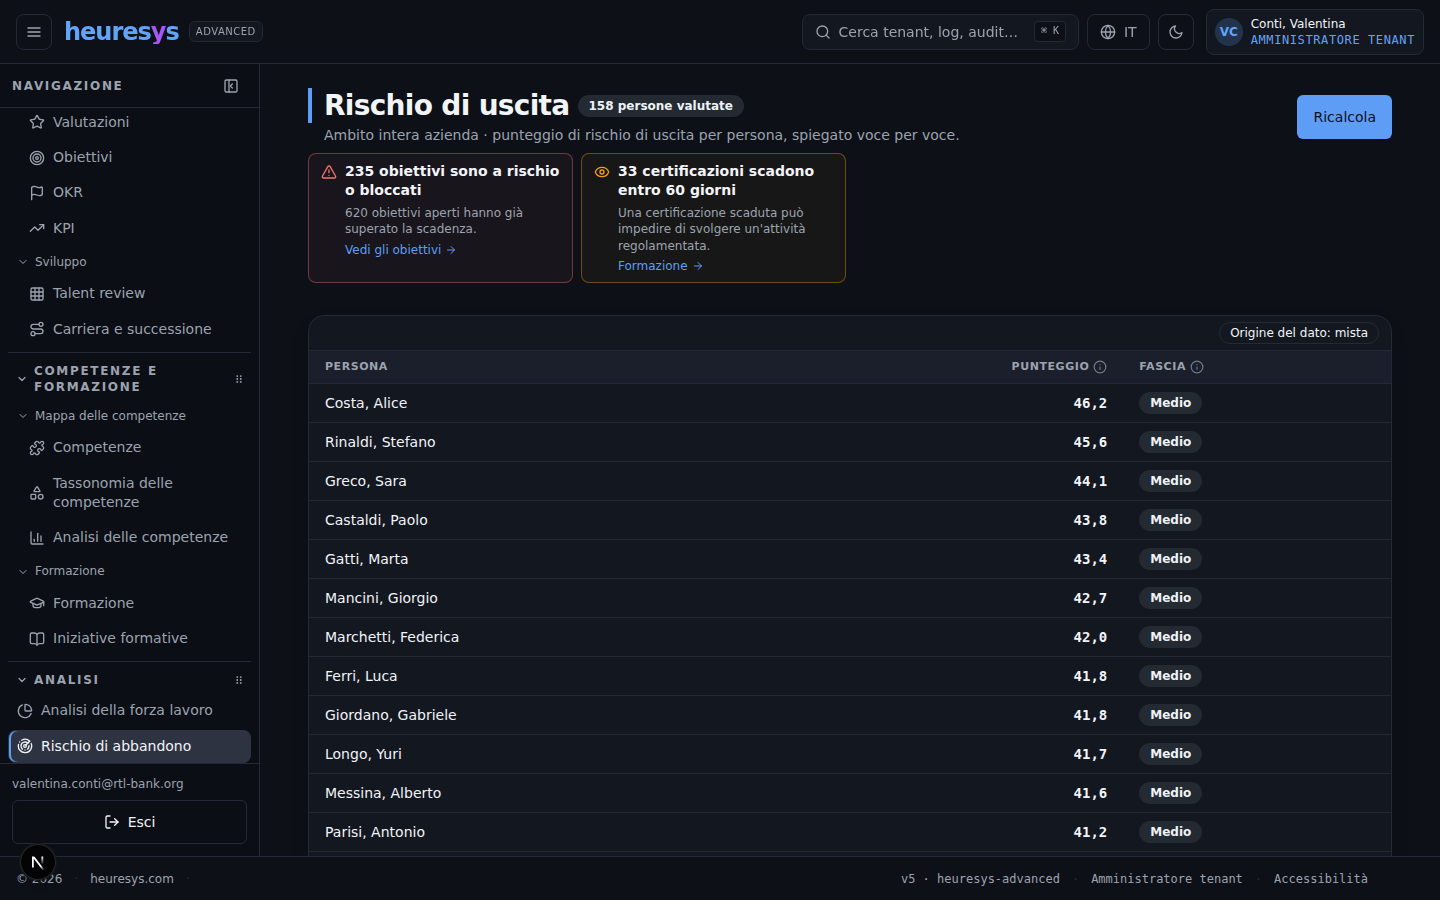 heuresys ADVANCED
Cerca tenant, log, audit… ⌘ K
IT
VC
Conti, Valentina
AMMINISTRATORE TENANT
NAVIGAZIONE
Valutazioni
Obiettivi
OKR
KPI
Sviluppo
Talent review
Carriera e successione
COMPETENZE E
FORMAZIONE
Mappa delle competenze
Competenze
Tassonomia delle
competenze
Analisi delle competenze
Formazione
Formazione
Iniziative formative
ANALISI
Analisi della forza lavoro
Rischio di abbandono
valentina.conti@rtl-bank.org
Esci
Rischio di uscita 158 persone valutate
Ambito intera azienda · punteggio di rischio di uscita per persona, spiegato voce per voce.
Ricalcola
235 obiettivi sono a rischio
o bloccati
620 obiettivi aperti hanno già
superato la scadenza.
Vedi gli obiettivi →
33 certificazioni scadono
entro 60 giorni
Una certificazione scaduta può
impedire di svolgere un'attività
regolamentata.
Formazione →
Origine del dato: mista
PERSONA PUNTEGGIO FASCIA
Costa, Alice 46,2 Medio
Rinaldi, Stefano 45,6 Medio
Greco, Sara 44,1 Medio
Castaldi, Paolo 43,8 Medio
Gatti, Marta 43,4 Medio
Mancini, Giorgio 42,7 Medio
Marchetti, Federica 42,0 Medio
Ferri, Luca 41,8 Medio
Giordano, Gabriele 41,8 Medio
Longo, Yuri 41,7 Medio
Messina, Alberto 41,6 Medio
Parisi, Antonio 41,2 Medio
© 2026 · heuresys.com ·
v5 · heuresys-advanced · Amministratore tenant · Accessibilità